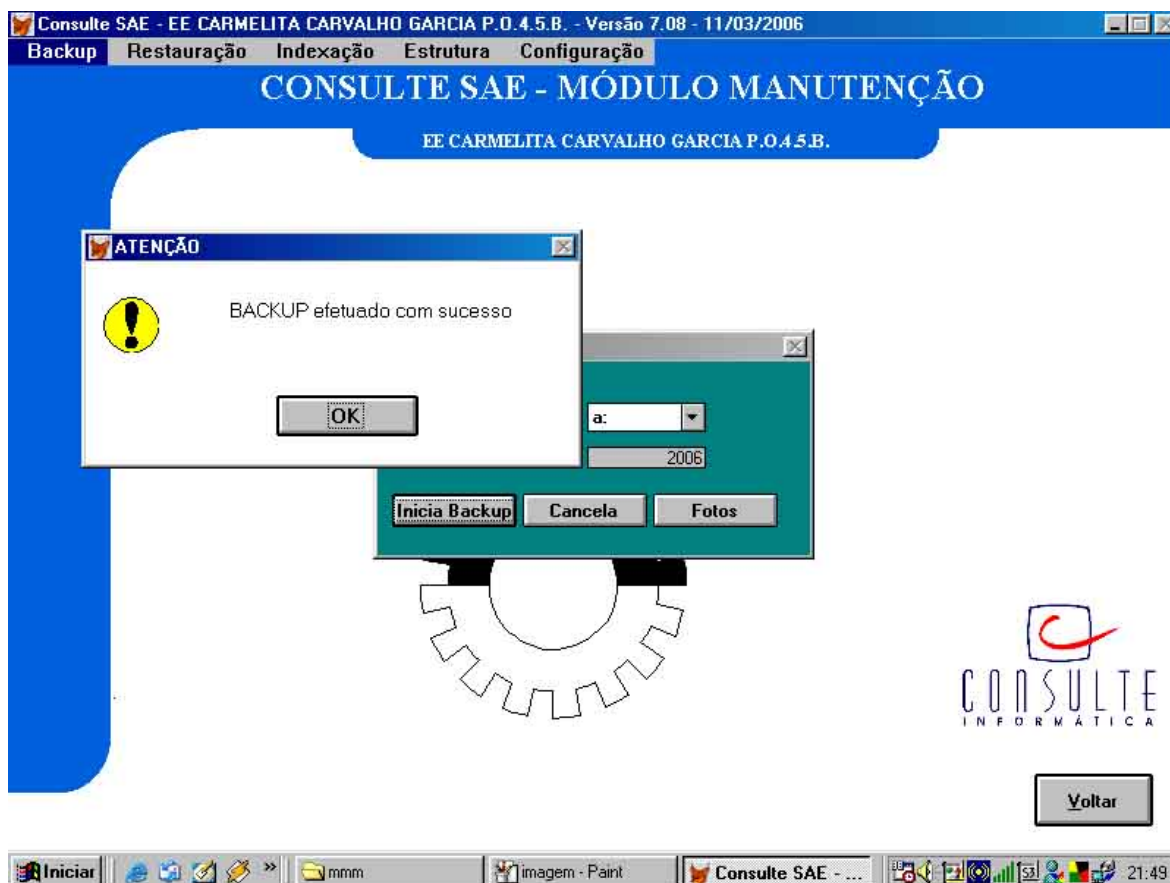 Consulte SAE - EE CARMELITA CARVALHO GARCIA P.O.4.5.B. - Versão 7.08 - 11/03/2006
Backup Restauração Indexação Estrutura Configuração
CONSULTE SAE - MÓDULO MANUTENÇÃO
EE CARMELITA CARVALHO GARCIA P.O.4.5.B.
ATENÇÃO
BACKUP efetuado com sucesso
OK
a:
2006
Inicia Backup Cancela Fotos
CONSULTE
INFORMÁTICA
Voltar
Iniciar » mmm imagem - Paint Consulte SAE - ... 21:49